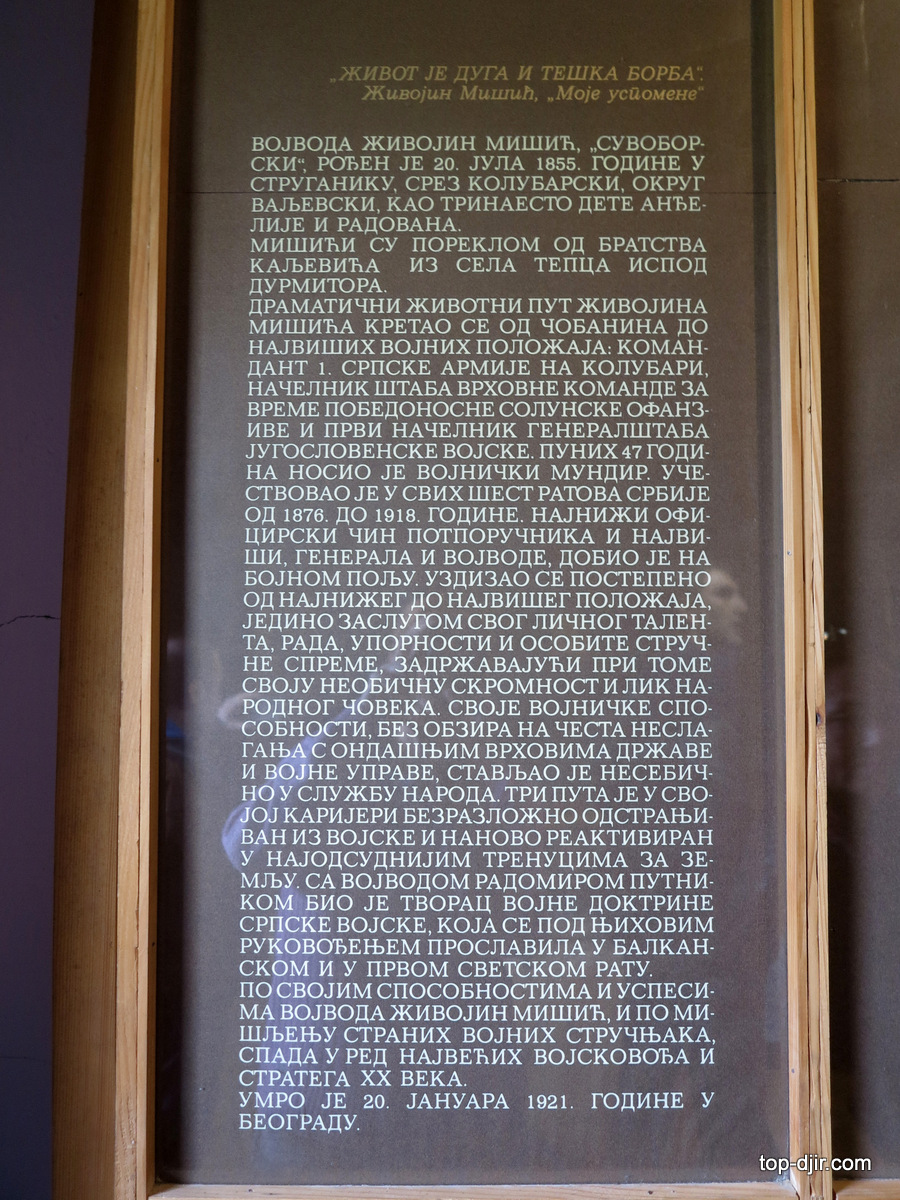 „ЖИВОТ ЈЕ ДУГА И ТЕШКА БОРБА“.
Живојин Мишић, „Моје успомене“
ВОЈВОДА ЖИВОЈИН МИШИЋ, „СУВОБОР-
СКИ“, РОЂЕН ЈЕ 20. ЈУЛА 1855. ГОДИНЕ У
СТРУГАНИКУ, СРЕЗ КОЛУБАРСКИ, ОКРУГ
ВАЉЕВСКИ, КАО ТРИНАЕСТО ДЕТЕ АНЂЕ-
ЛИЈЕ И РАДОВАНА.
МИШИЋИ СУ ПОРЕКЛОМ ОД БРАТСТВА
КАЉЕВИЋА ИЗ СЕЛА ТЕПЦА ИСПОД
ДУРМИТОРА.
ДРАМАТИЧНИ ЖИВОТНИ ПУТ ЖИВОЈИНА
МИШИЋА КРЕТАО СЕ ОД ЧОБАНИНА ДО
НАЈВИШИХ ВОЈНИХ ПОЛОЖАЈА: КОМАН-
ДАНТ 1. СРПСКЕ АРМИЈЕ НА КОЛУБАРИ,
НАЧЕЛНИК ШТАБА ВРХОВНЕ КОМАНДЕ ЗА
ВРЕМЕ ПОБЕДОНОСНЕ СОЛУНСКЕ ОФАНЗ-
ИВЕ И ПРВИ НАЧЕЛНИК ГЕНЕРАЛШТАБА
ЈУГОСЛОВЕНСКЕ ВОЈСКЕ. ПУНИХ 47 ГОДИ-
НА НОСИО ЈЕ ВОЈНИЧКИ МУНДИР. УЧЕ-
СТВОВАО ЈЕ У СВИХ ШЕСТ РАТОВА СРБИЈЕ
ОД 1876. ДО 1918. ГОДИНЕ. НАЈНИЖИ ОФИ-
ЦИРСКИ ЧИН ПОТПОРУЧНИКА И НАЈВИ-
ШИ, ГЕНЕРАЛА И ВОЈВОДЕ, ДОБИО ЈЕ НА
БОЈНОМ ПОЉУ. УЗДИЗАО СЕ ПОСТЕПЕНО
ОД НАЈНИЖЕГ ДО НАЈВИШЕГ ПОЛОЖАЈА,
ЈЕДИНО ЗАСЛУГОМ СВОГ ЛИЧНОГ ТАЛЕН-
ТА, РАДА, УПОРНОСТИ И ОСОБИТЕ СТРУЧ-
НЕ СПРЕМЕ, ЗАДРЖАВАЈУЋИ ПРИ ТОМЕ
СВОЈУ НЕОБИЧНУ СКРОМНОСТ И ЛИК НА-
РОДНОГ ЧОВЕКА. СВОЈЕ ВОЈНИЧКЕ СПО-
СОБНОСТИ, БЕЗ ОБЗИРА НА ЧЕСТА НЕСЛА-
ГАЊА С ОНДАШЊИМ ВРХОВИМА ДРЖАВЕ
И ВОЈНЕ УПРАВЕ, СТАВЉАО ЈЕ НЕСЕБИЧ-
НО У СЛУЖБУ НАРОДА. ТРИ ПУТА ЈЕ У СВО-
ЈОЈ КАРИЈЕРИ БЕЗРАЗЛОЖНО ОДСТРАЊИ-
ВАН ИЗ ВОЈСКЕ И НАНОВО РЕАКТИВИРАН
У НАЈОДСУДНИЈИМ ТРЕНУЦИМА ЗА ЗЕ-
МЉУ. СА ВОЈВОДОМ РАДОМИРОМ ПУТНИ-
КОМ БИО ЈЕ ТВОРАЦ ВОЈНЕ ДОКТРИНЕ
СРПСКЕ ВОЈСКЕ, КОЈА СЕ ПОД ЊИХОВИМ
РУКОВОЂЕЊЕМ ПРОСЛАВИЛА У БАЛКАН-
СКОМ И У ПРВОМ СВЕТСКОМ РАТУ.
ПО СВОЈИМ СПОСОБНОСТИМА И УСПЕСИ-
МА ВОЈВОДА ЖИВОЈИН МИШИЋ, И ПО МИ-
ШЉЕЊУ СТРАНИХ ВОЈНИХ СТРУЧЊАКА,
СПАДА У РЕД НАЈВЕЋИХ ВОЈСКОВОЂА И
СТРАТЕГА XX ВЕКА.
УМРО ЈЕ 20. ЈАНУАРА 1921. ГОДИНЕ У
БЕОГРАДУ.
top-djir.com